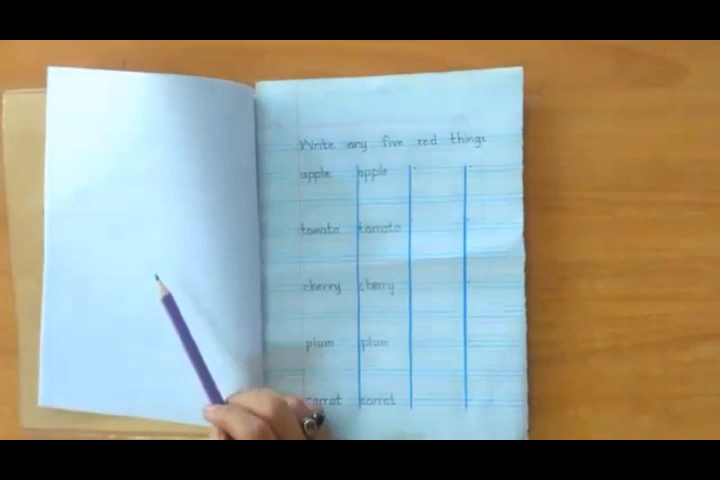 Write any five red things
apple apple
tomato tomato
cherry cherry
plum plum
carrot carrot